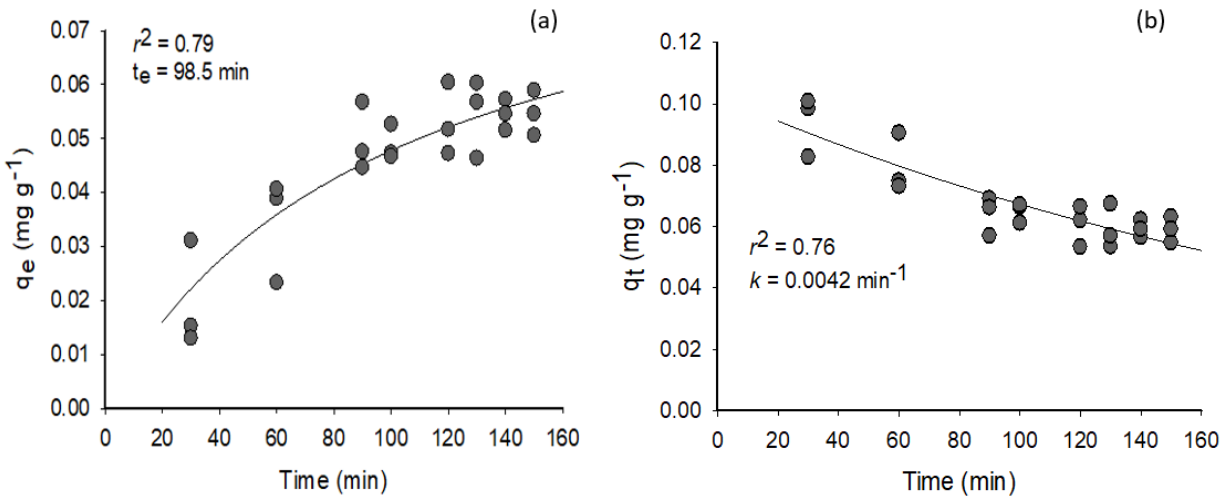 (a)
r² = 0.79
te = 98.5 min
qe (mg g-1)
0.07
0.06
0.05
0.04
0.03
0.02
0.01
0.00
0 20 40 60 80 100 120 140 160
Time (min)
(b)
r² = 0.76
k = 0.0042 min-1
qt (mg g-1)
0.12
0.10
0.08
0.06
0.04
0.02
0.00
0 20 40 60 80 100 120 140 160
Time (min)